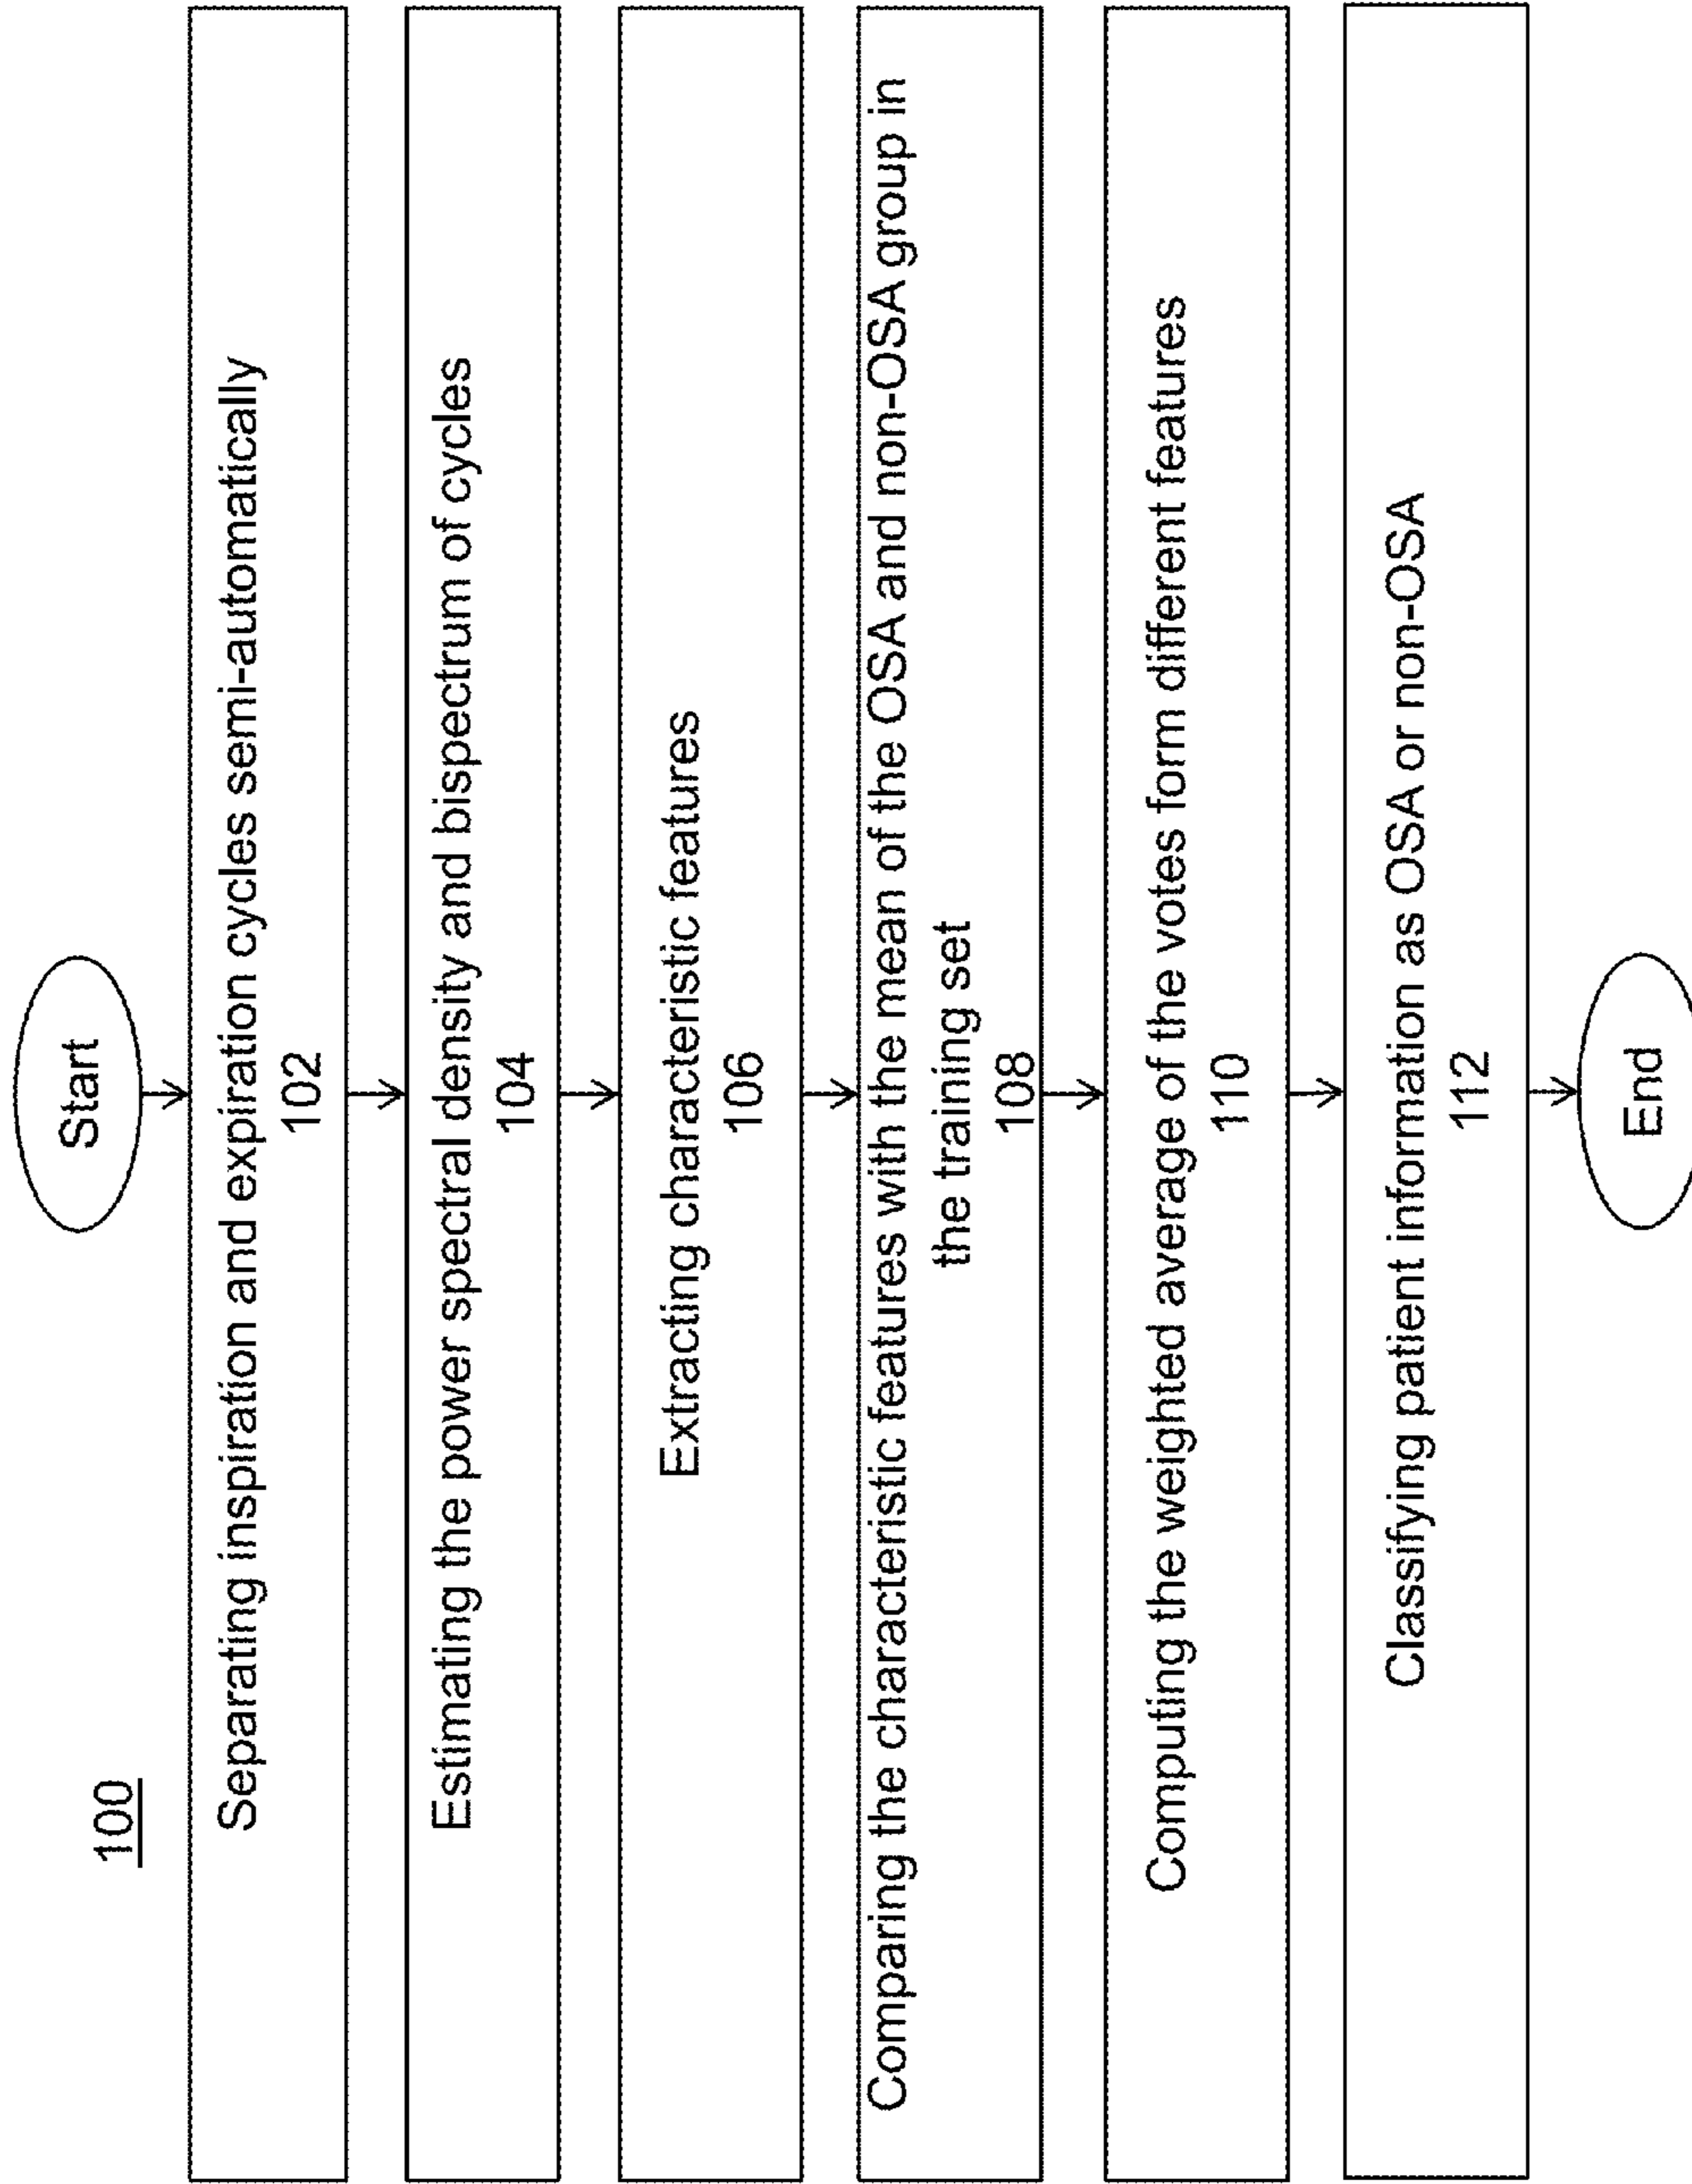 100
Start
Separating inspiration and expiration cycles semi-automatically
102
Estimating the power spectral density and bispectrum of cycles
104
Extracting characteristic features
106
Comparing the characteristic features with the mean of the OSA and non-OSA group in
the training set
108
Computing the weighted average of the votes form different features
110
Classifying patient information as OSA or non-OSA
112
End